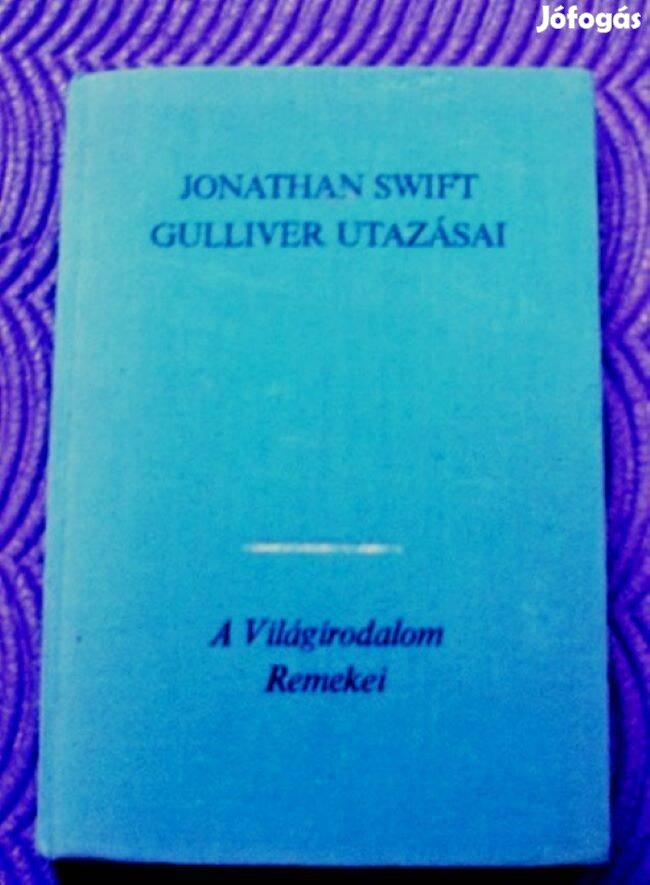 Jófogás
JONATHAN SWIFT
GULLIVER UTAZÁSAI
A Világirodalom
Remekei